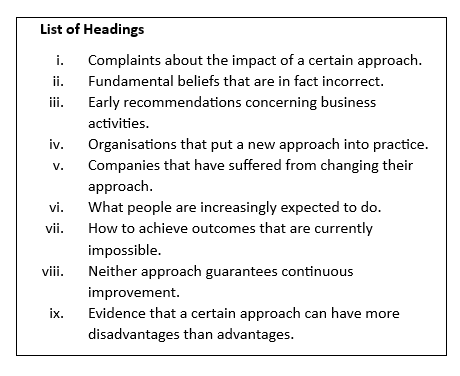 List of Headings
i. Complaints about the impact of a certain approach.
ii. Fundamental beliefs that are in fact incorrect.
iii. Early recommendations concerning business
activities.
iv. Organisations that put a new approach into practice.
v. Companies that have suffered from changing their
approach.
vi. What people are increasingly expected to do.
vii. How to achieve outcomes that are currently
impossible.
viii. Neither approach guarantees continuous
improvement.
ix. Evidence that a certain approach can have more
disadvantages than advantages.